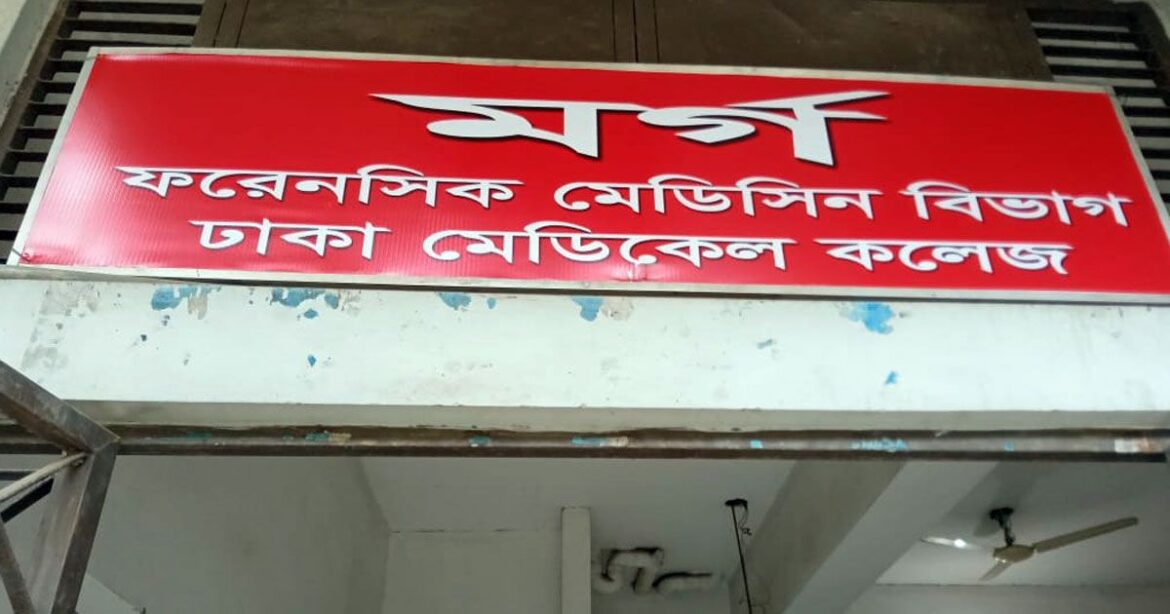 মর্গ
ফরেনসিক মেডিসিন বিভাগ
ঢাকা মেডিকেল কলেজ